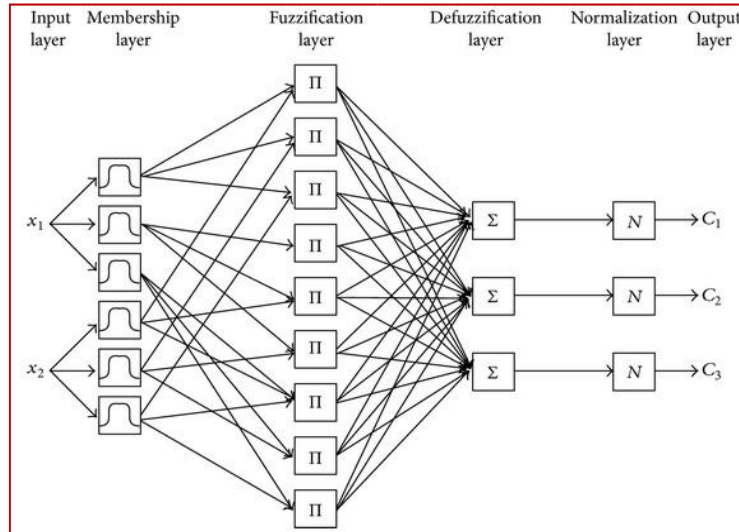 Input layer
Membership layer
Fuzzification layer
Defuzzification layer
Normalization layer
Output layer
Π
Π
Π
Π
Π
Π
Π
Π
Π
x₁
x₂
Σ
Σ
Σ
N
N
N
C₁
C₂
C₃